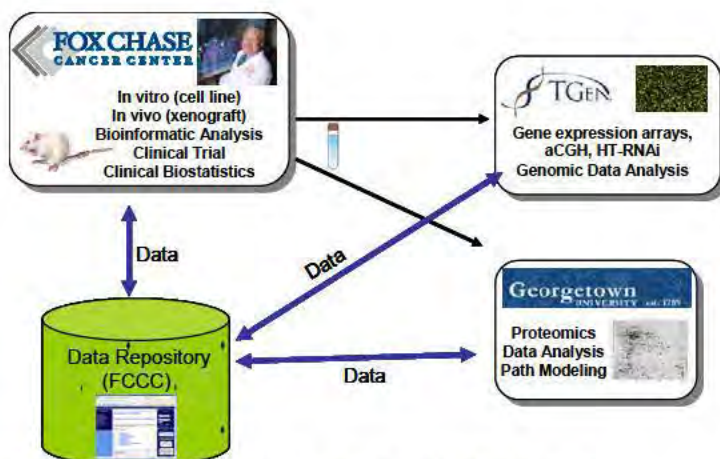 FOX CHASE
CANCER CENTER
In vitro (cell line)
In vivo (xenograft)
Bioinformatic Analysis
Clinical Trial
Clinical Biostatistics
TGEN
Gene expression arrays,
aCGH, HT-RNAi
Genomic Data Analysis
Data
Data
Georgetown
UNIVERSITY est. 1789
Proteomics
Data Analysis
Path Modeling
Data Repository
(FCCC)
Data